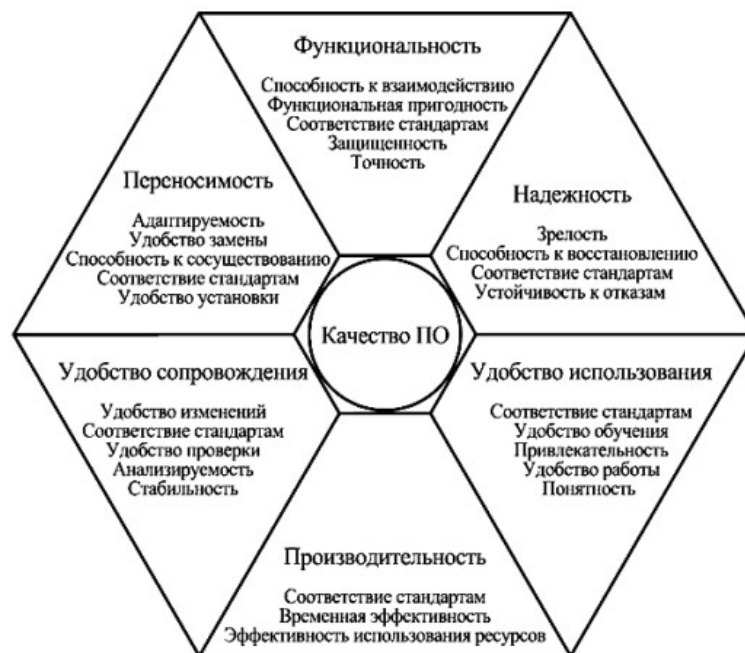 Функциональность
Способность к взаимодействию
Функциональная пригодность
Соответствие стандартам
Защищенность
Точность
Переносимость
Адаптируемость
Удобство замены
Способность к сосуществованию
Соответствие стандартам
Удобство установки
Надежность
Зрелость
Способность к восстановлению
Соответствие стандартам
Устойчивость к отказам
Качество ПО
Удобство сопровождения
Удобство изменений
Соответствие стандартам
Удобство проверки
Анализируемость
Стабильность
Удобство использования
Соответствие стандартам
Удобство обучения
Привлекательность
Удобство работы
Понятность
Производительность
Соответствие стандартам
Временная эффективность
Эффективность использования ресурсов